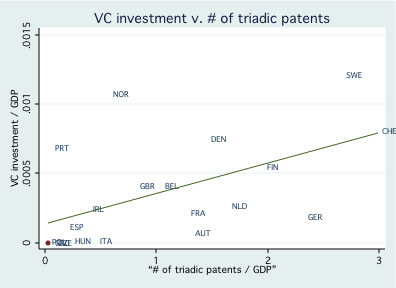 VC investment v. # of triadic patents
.0015
SWE
NOR
.001
CHE
DEN
PRT
VC investment / GDP
FIN
.0005
GBR BEL
NLD
IRL
FRA
GER
ESP
AUT
HUN ITA
0
0 1 2 3
"# of triadic patents / GDP"